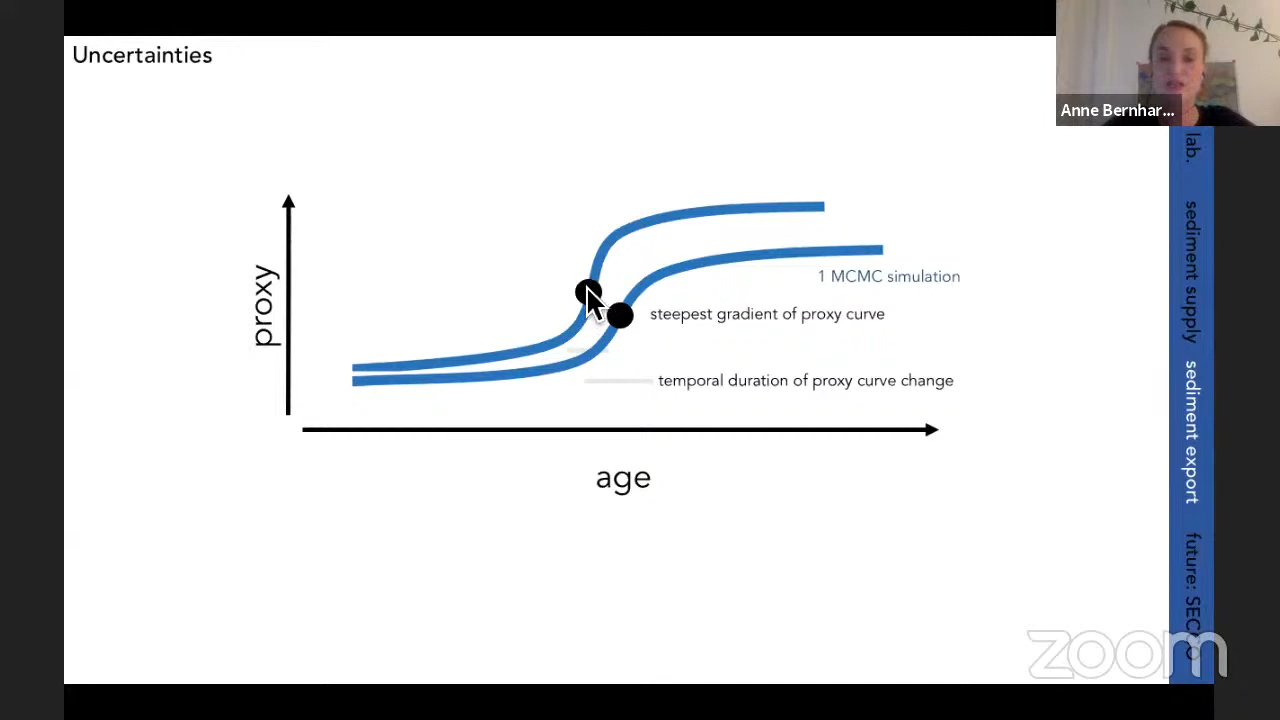 Uncertainties
Anne Bernhar...
proxy
1 MCMC simulation
steepest gradient of proxy curve
temporal duration of proxy curve change
age
lab.
sediment supply
sediment export
future:
zoom